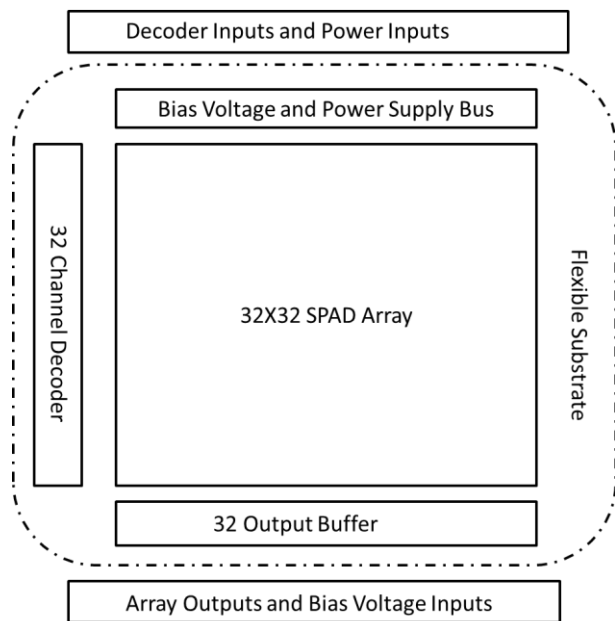 Decoder Inputs and Power Inputs
Bias Voltage and Power Supply Bus
32 Channel Decoder
32X32 SPAD Array
Flexible Substrate
32 Output Buffer
Array Outputs and Bias Voltage Inputs